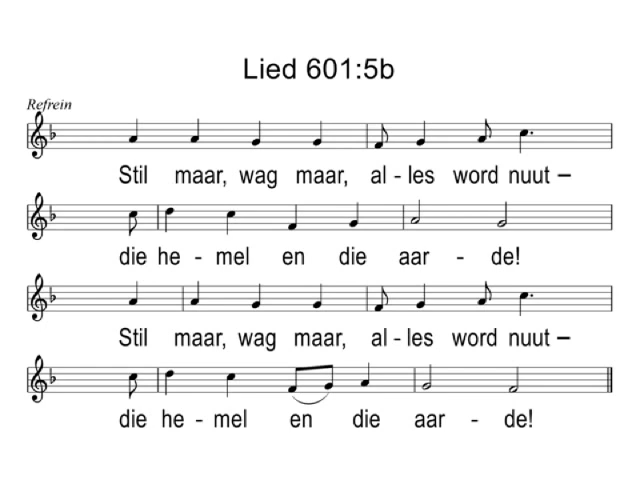 Lied 601:5b
Refrein
Stil maar, wag maar, al - les word nuut –
die he - mel en die aar - de!
Stil maar, wag maar, al - les word nuut –
die he - mel en die aar - de!